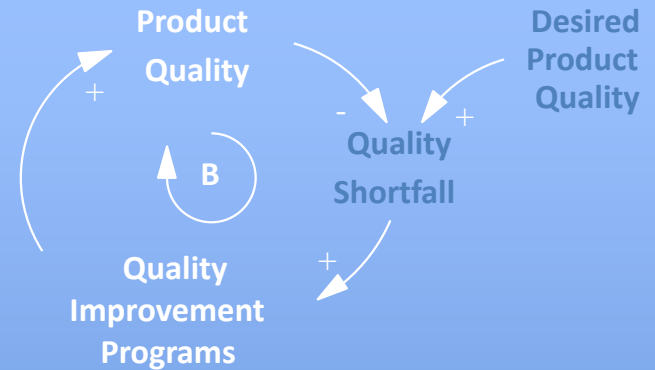 Product
Quality
Desired
Product
Quality
+
-
+
Quality
Shortfall
B
+
Quality
Improvement
Programs